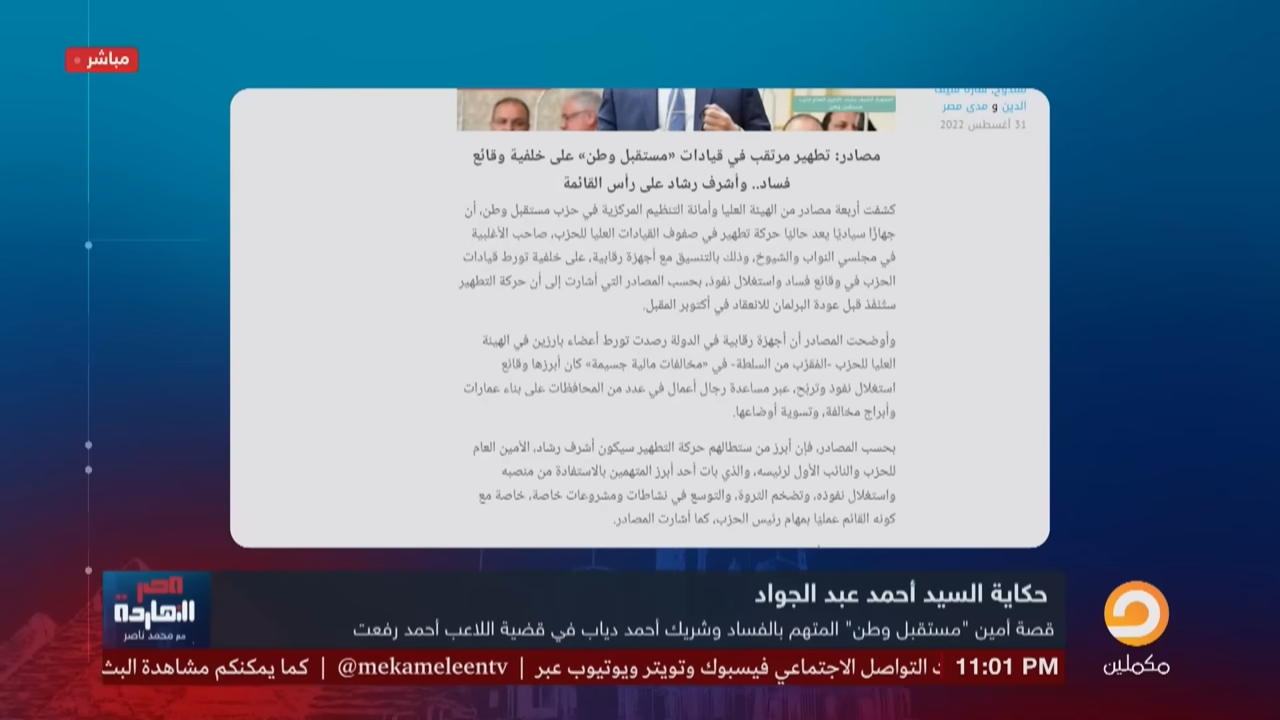 مباشر
الدين و مدى مصر
31 أغسطس 2022
مصادر: تطهير مرتقب في قيادات «مستقبل وطن» على خلفية وقائع
فساد.. وأشرف رشاد على رأس القائمة
كشفت أربعة مصادر من الهيئة العليا وأمانة التنظيم المركزية في حزب مستقبل وطن، أن
جهازًا سياديًا يعد حاليًا حركة تطهير في صفوف القيادات العليا للحزب، صاحب الأغلبية
في مجلسي النواب والشيوخ، وذلك بالتنسيق مع أجهزة رقابية، على خلفية تورط قيادات
الحزب في وقائع فساد واستغلال نفوذ، بحسب المصادر التي أشارت إلى أن حركة التطهير
ستُنفذ قبل عودة البرلمان للانعقاد في أكتوبر المقبل.
وأوضحت المصادر أن أجهزة رقابية في الدولة رصدت تورط أعضاء بارزين في الهيئة
العليا للحزب -المُقرّب من السلطة- في «مخالفات مالية جسيمة» كان أبرزها وقائع
استغلال نفوذ وتربّح، عبر مساعدة رجال أعمال في عدد من المحافظات على بناء عمارات
وأبراج مخالفة، وتسوية أوضاعها.
بحسب المصادر، فإن أبرز من ستطالهم حركة التطهير سيكون أشرف رشاد، الأمين العام
للحزب والنائب الأول لرئيسه، والذي بات أحد أبرز المتهمين بالاستفادة من منصبه
واستغلال نفوذه، وتضخم الثروة، والتوسع في نشاطات ومشروعات خاصة، خاصة مع
كونه القائم عمليًا بمهام رئيس الحزب، كما أشارت المصادر.
حكاية السيد أحمد عبد الجواد
قصة أمين "مستقبل وطن" المتهم بالفساد وشريك أحمد دياب في قضية اللاعب أحمد رفعت
مصر
النهاردة
مع محمد ناصر
11:01 PM
التواصل الاجتماعي فيسبوك وتويتر ويوتيوب عبر | @mekameleentv | كما يمكنكم مشاهدة البث
مكملين